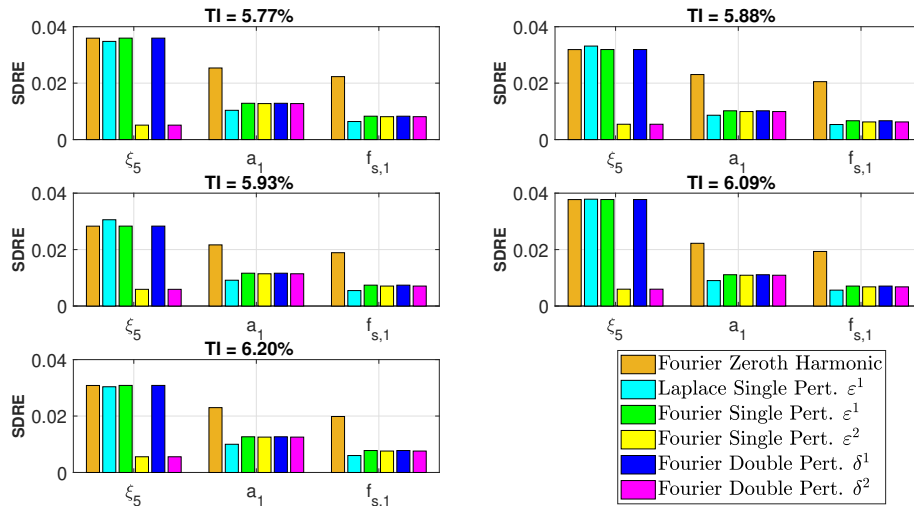 TI = 5.77%
SDRE
0.04
0.02
0
ξ5
a1
fs,1
TI = 5.88%
SDRE
0.04
0.02
0
ξ5
a1
fs,1
TI = 5.93%
SDRE
0.04
0.02
0
ξ5
a1
fs,1
TI = 6.09%
SDRE
0.04
0.02
0
ξ5
a1
fs,1
TI = 6.20%
SDRE
0.04
0.02
0
ξ5
a1
fs,1
Fourier Zeroth Harmonic
Laplace Single Pert. ε¹
Fourier Single Pert. ε¹
Fourier Single Pert. ε²
Fourier Double Pert. δ¹
Fourier Double Pert. δ²